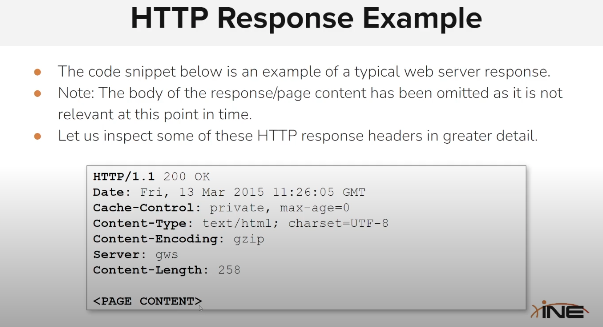 HTTP Response Example
The code snippet below is an example of a typical web server response.
Note: The body of the response/page content has been omitted as it is not
relevant at this point in time.
Let us inspect some of these HTTP response headers in greater detail.
HTTP/1.1 200 OK
Date: Fri, 13 Mar 2015 11:26:05 GMT
Cache-Control: private, max-age=0
Content-Type: text/html; charset=UTF-8
Content-Encoding: gzip
Server: gws
Content-Length: 258
<PAGE CONTENT>
INE